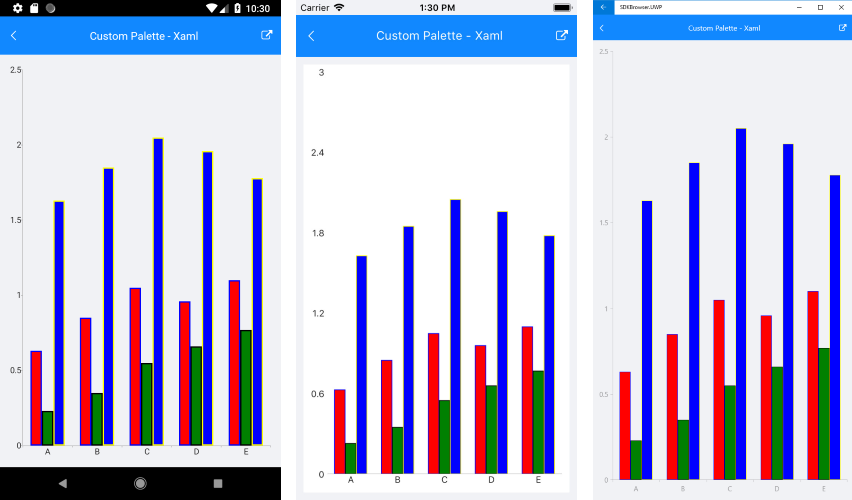 10:30
Custom Palette - Xaml
2.5
2
1.5
1
0.5
0
A B C D E
Carrier 1:30 PM
Custom Palette - Xaml
3
2.4
1.8
1.2
0.6
0
A B C D E
SDKBrowser.UWP
Custom Palette - Xaml
2.5
2
1.5
1
0.5
0
A B C D E